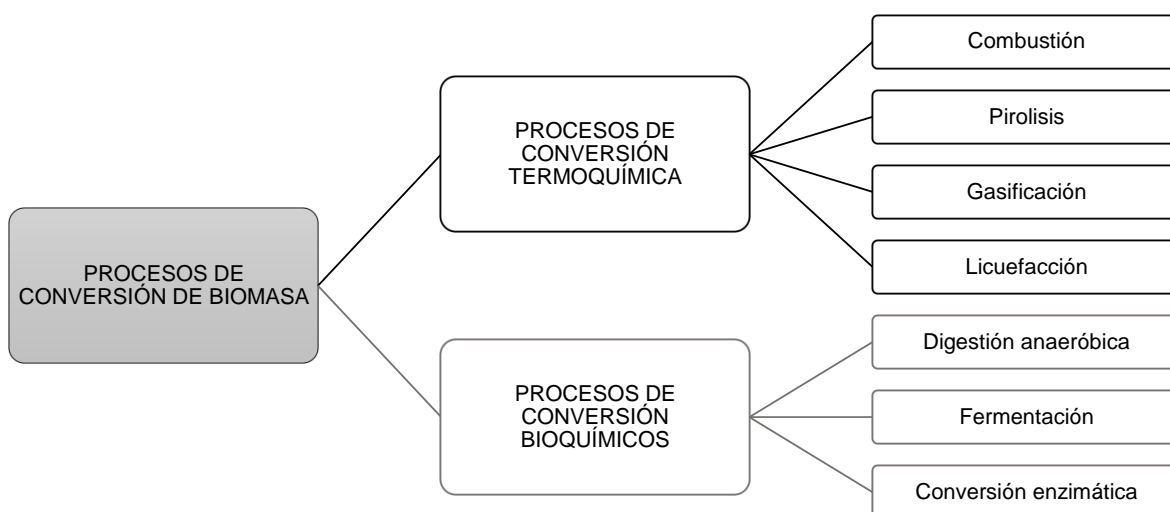 PROCESOS DE
CONVERSIÓN DE BIOMASA
PROCESOS DE
CONVERSIÓN
TERMOQUÍMICA
Combustión
Pirolisis
Gasificación
Licuefacción
PROCESOS DE
CONVERSIÓN
BIOQUÍMICOS
Digestión anaeróbica
Fermentación
Conversión enzimática